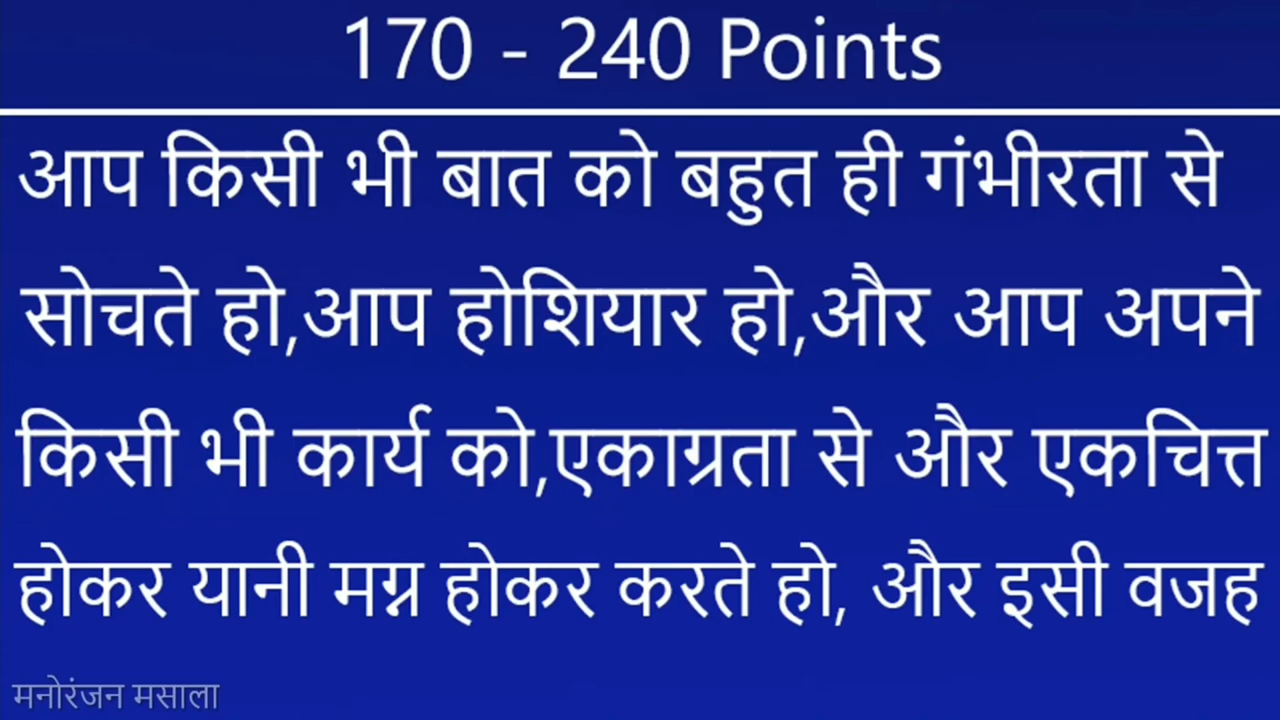 170 - 240 Points
आप किसी भी बात को बहुत ही गंभीरता से
सोचते हो,आप होशियार हो,और आप अपने
किसी भी कार्य को,एकाग्रता से और एकचित्त
होकर यानी मग्न होकर करते हो, और इसी वजह
मनोरंजन मसाला